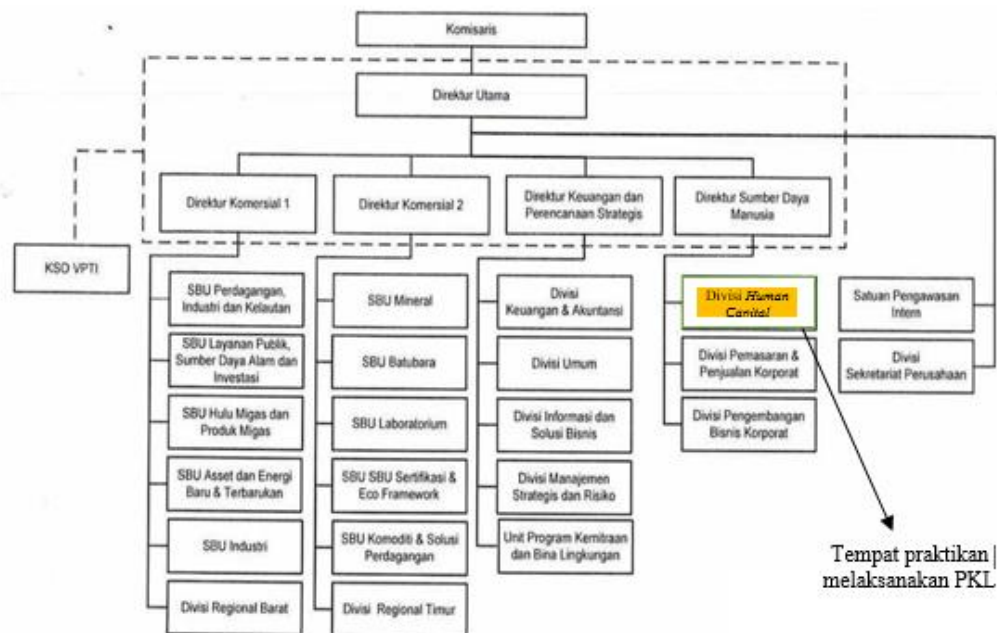 Komisaris
Direktur Utama
Direktur Komersial 1
Direktur Komersial 2
Direktur Keuangan dan
Perencanaan Strategis
Direktur Sumber Daya
Manusia
KSO VPTI
SBU Perdagangan,
Industri dan Kelautan
SBU Layanan Publik,
Sumber Daya Alam dan
Investasi
SBU Hulu Migas dan
Produk Migas
SBU Asset dan Energi
Baru & Terbarukan
SBU Industri
Divisi Regional Barat
SBU Mineral
SBU Batubara
SBU Laboratorium
SBU SBU Sertifikasi &
Eco Framework
SBU Komoditi & Solusi
Perdagangan
Divisi Regional Timur
Divisi
Keuangan & Akuntansi
Divisi Umum
Divisi Informasi dan
Solusi Bisnis
Divisi Manajemen
Strategis dan Risiko
Unit Program Kemitraan
dan Bina Lingkungan
Divisi Human
Capital
Divisi Pemasaran &
Penjualan Korporat
Divisi Pengembangan
Bisnis Korporat
Satuan Pengawasan
Intern
Divisi
Sekretariat Perusahaan
Tempat praktikan
melaksanakan PKL